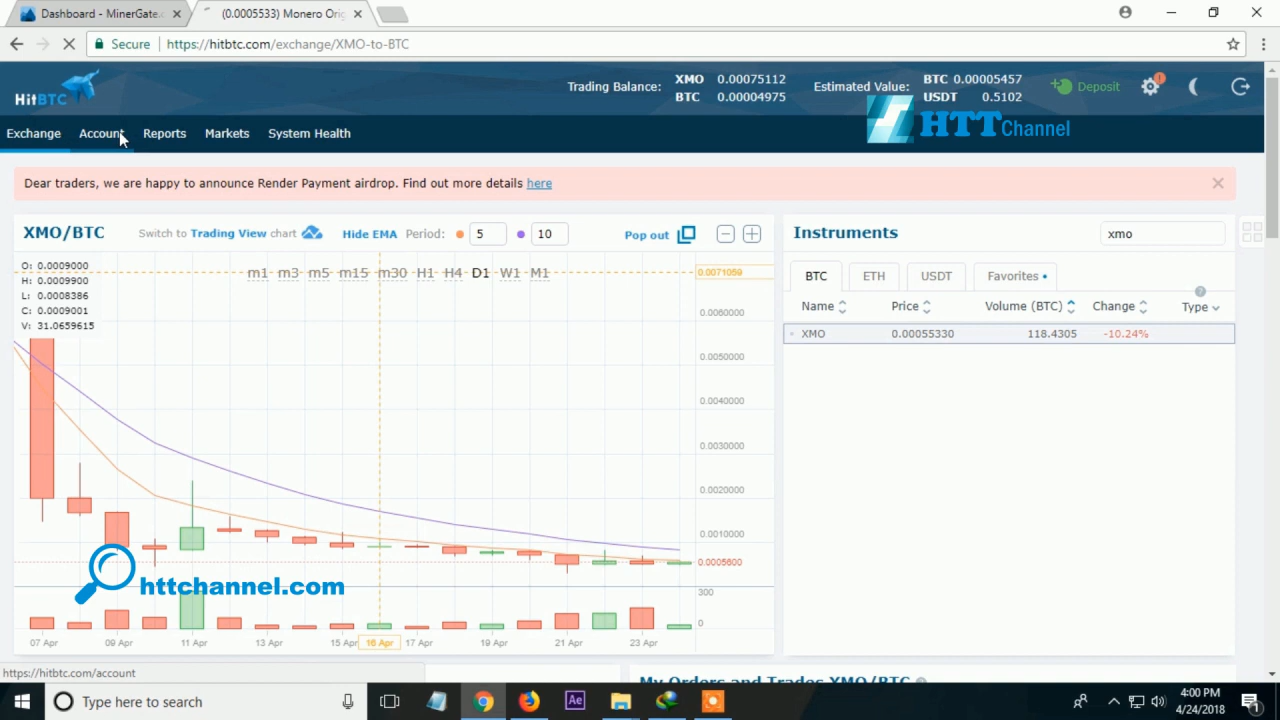 Dashboard - MinerGate.c
(0.0005533) Monero Ori
Secure
https://hitbtc.com/exchange/XMO-to-BTC
HitBTC
Trading Balance:
XMO 0.00075112
BTC 0.00004975
Estimated Value:
BTC 0.00005457
USDT 0.5102
Deposit
HTTChannel
Exchange Account Reports Markets System Health
Dear traders, we are happy to announce Render Payment airdrop. Find out more details here
XMO/BTC
Switch to Trading View chart
Hide EMA Period: 5 10
Pop out
O: 0.0009000
H: 0.0009900
L: 0.0008386
C: 0.0009001
V: 31.0659615
m1 m3 m5 m15 m30 H1 H4 D1 W1 M1
0.0071059
0.0060000
0.0050000
0.0040000
0.0030000
0.0020000
0.0010000
0.0005600
300
0
httchannel.com
07 Apr 09 Apr 11 Apr 13 Apr 15 Apr 16 Apr 17 Apr 19 Apr 21 Apr 23 Apr
Instruments
xmo
BTC ETH USDT Favorites
Name Price Volume (BTC) Change Type
XMO 0.00055330 118.4305 -10.24%
My Orders and Trades XMO/BTC
https://hitbtc.com/account
Type here to search
Ae
4:00 PM
4/24/2018
1